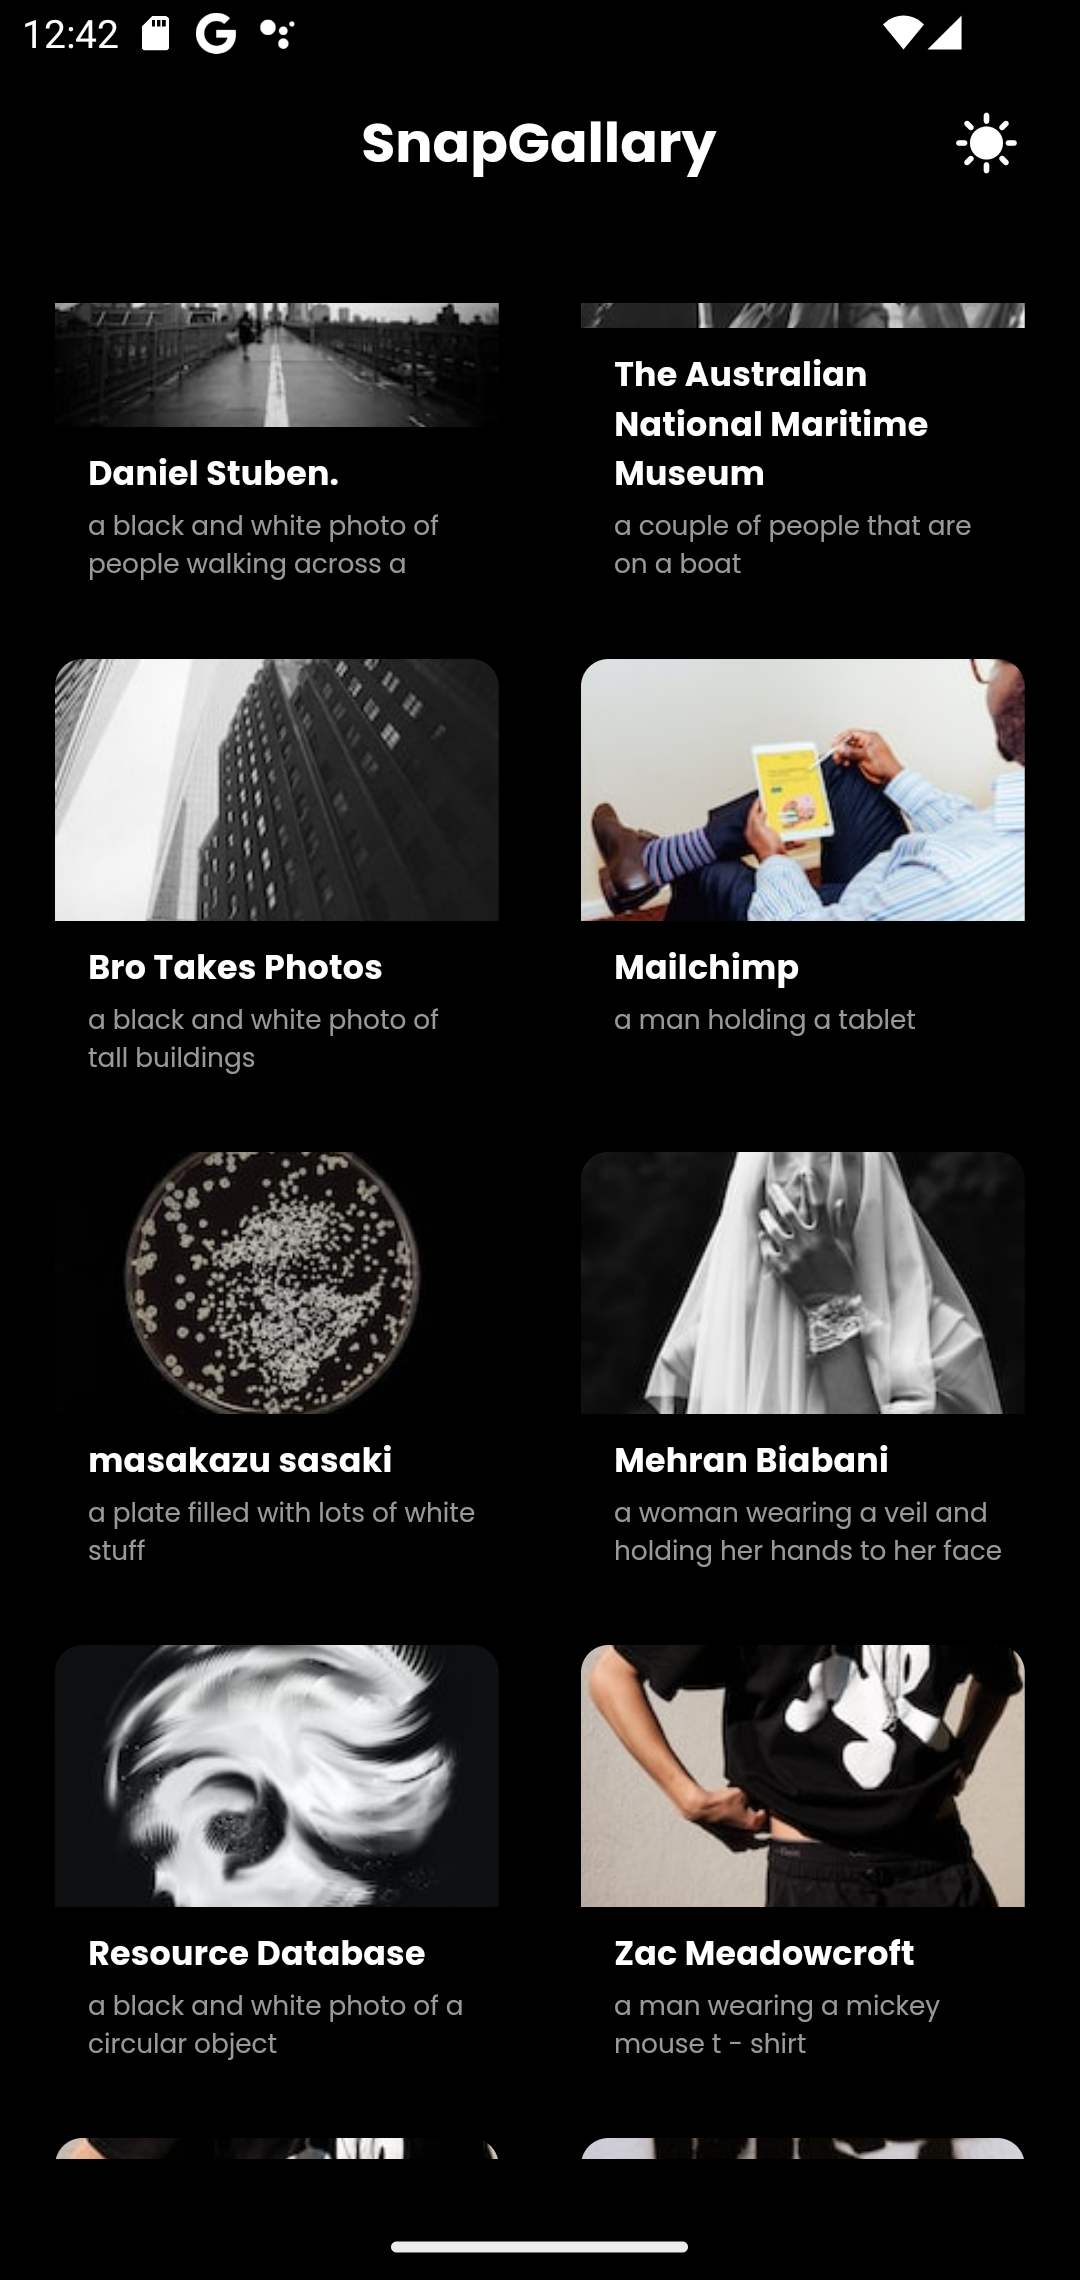 12:42
SnapGallary
Daniel Stuben.
a black and white photo of
people walking across a
The Australian
National Maritime
Museum
a couple of people that are
on a boat
Bro Takes Photos
a black and white photo of
tall buildings
Mailchimp
a man holding a tablet
masakazu sasaki
a plate filled with lots of white
stuff
Mehran Biabani
a woman wearing a veil and
holding her hands to her face
Resource Database
a black and white photo of a
circular object
Zac Meadowcroft
a man wearing a mickey
mouse t - shirt